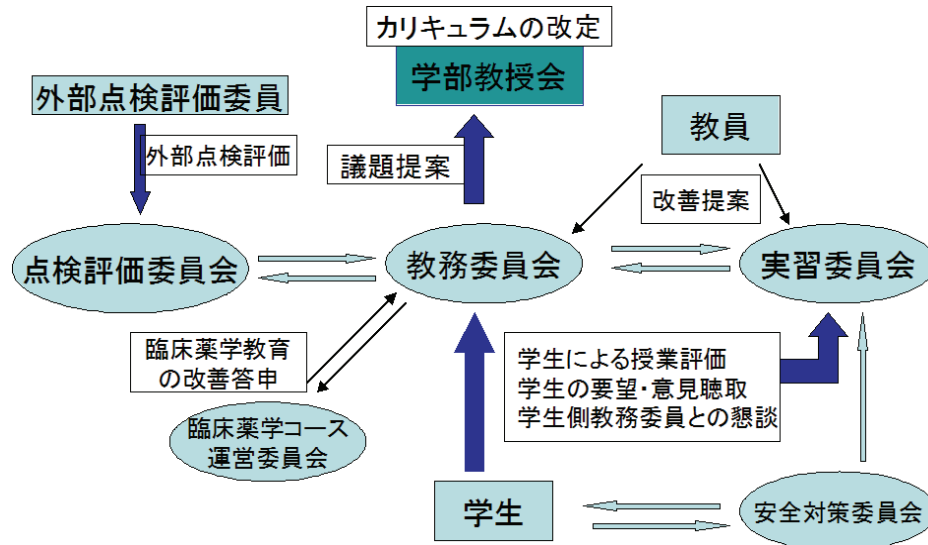 カリキュラムの改定
学部教授会
外部点検評価委員
教員
外部点検評価
議題提案
改善提案
点検評価委員会
教務委員会
実習委員会
臨床薬学教育
の改善答申
学生による授業評価
学生の要望・意見聴取
学生側教務委員との懇談
臨床薬学コース
運営委員会
学生
安全対策委員会